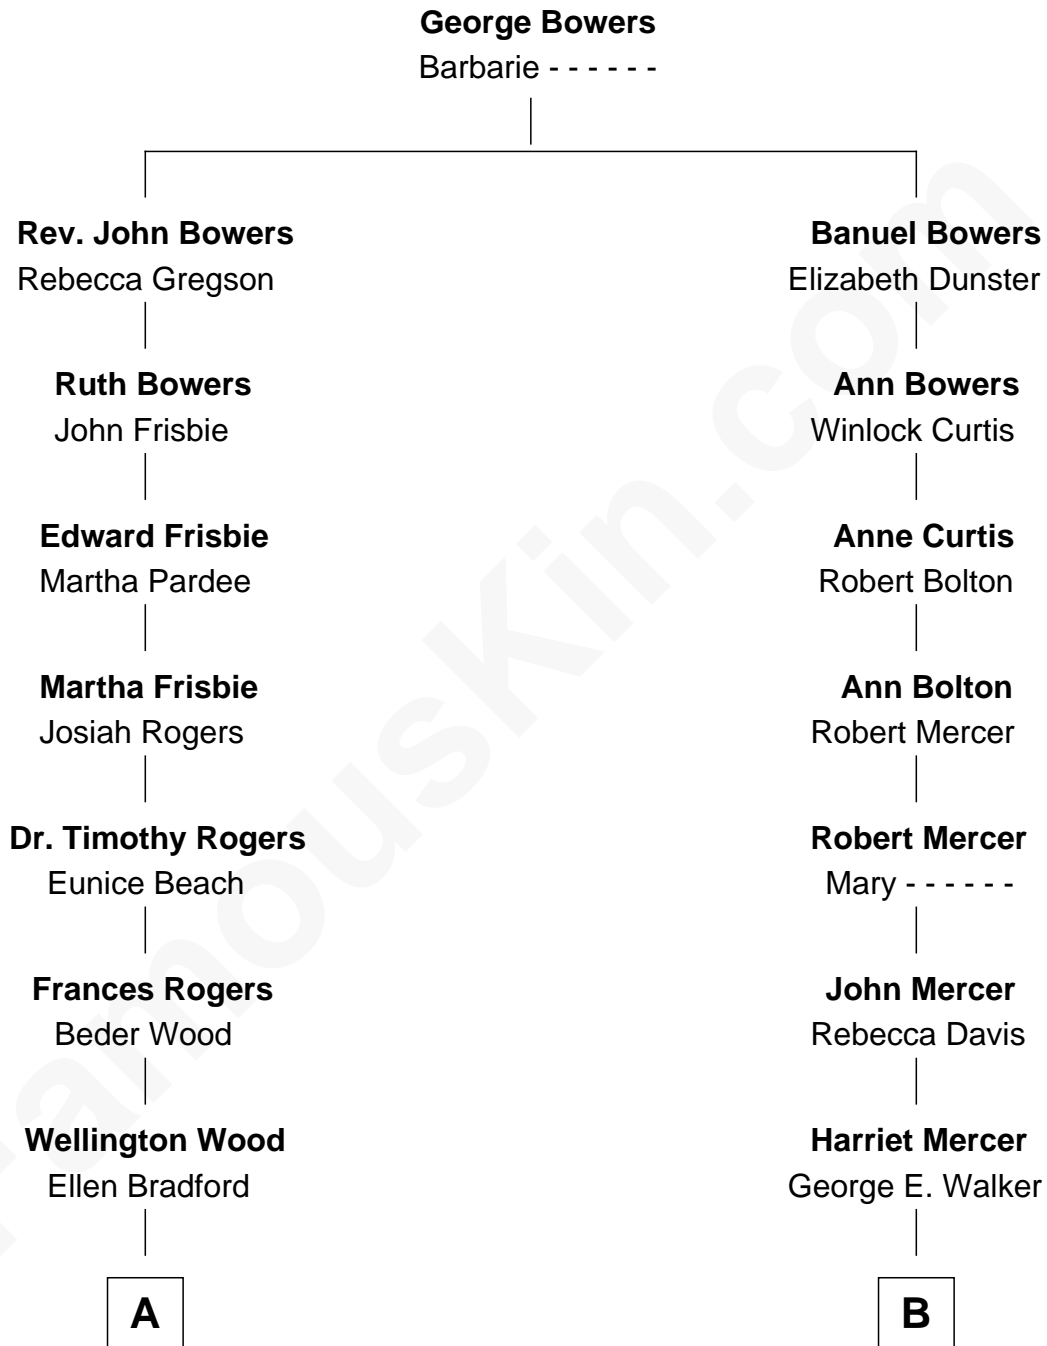 George Bowers
Barbarie - - - - - -
Rev. John Bowers
Rebecca Gregson
Banuel Bowers
Elizabeth Dunster
Ruth Bowers
John Frisbie
Ann Bowers
Winlock Curtis
Edward Frisbie
Martha Pardee
Anne Curtis
Robert Bolton
Martha Frisbie
Josiah Rogers
Ann Bolton
Robert Mercer
Dr. Timothy Rogers
Eunice Beach
Robert Mercer
Mary - - - - - -
Frances Rogers
Beder Wood
John Mercer
Rebecca Davis
Wellington Wood
Ellen Bradford
Harriet Mercer
George E. Walker
A
B
FamousKin.com